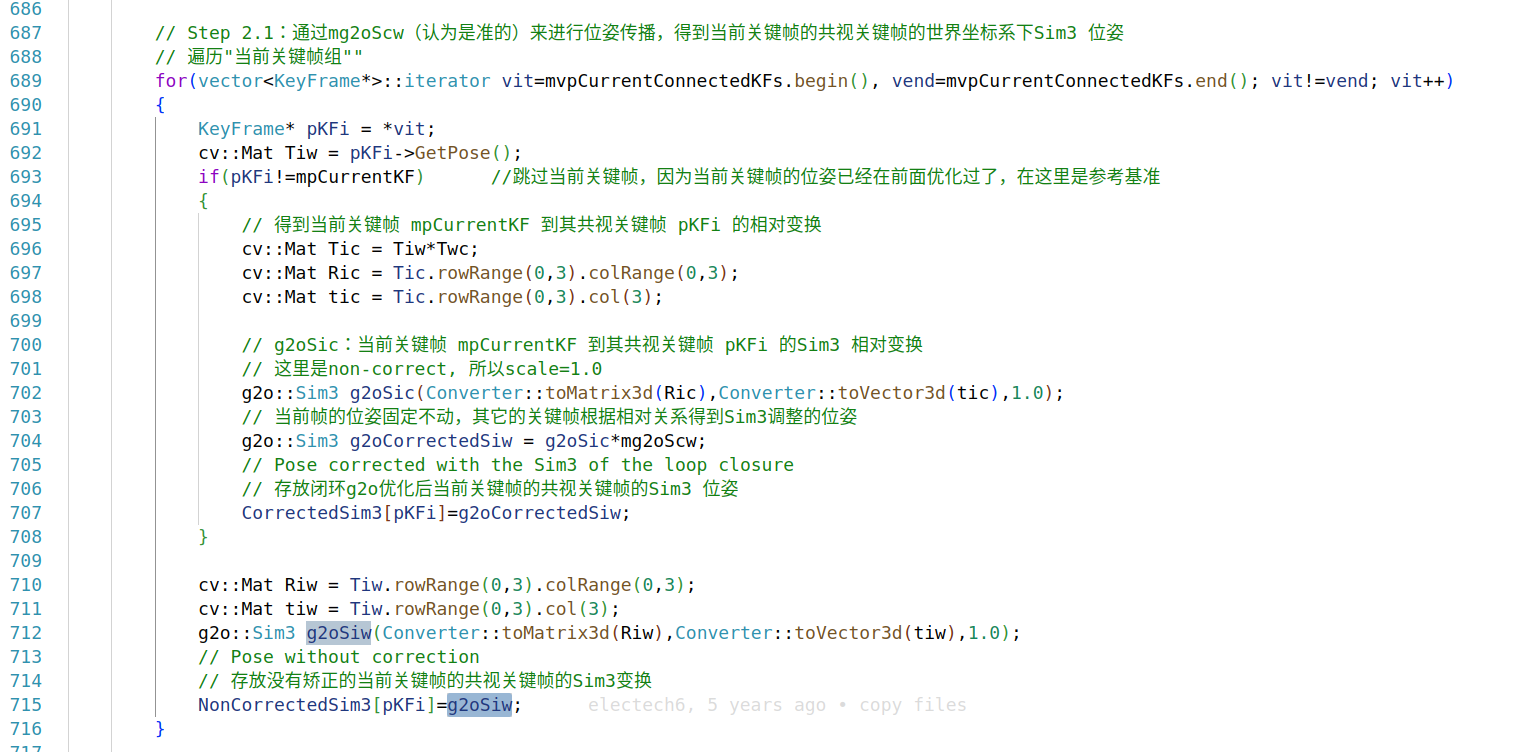 686
687 // Step 2.1：通过mg2oScw（认为是准的）来进行位姿传播，得到当前关键帧的共视关键帧的世界坐标系下Sim3 位姿
688 // 遍历"当前关键帧组""
689 for(vector<KeyFrame*>::iterator vit=mvpCurrentConnectedKFs.begin(), vend=mvpCurrentConnectedKFs.end(); vit!=vend; vit++)
690 {
691 KeyFrame* pKFi = *vit;
692 cv::Mat Tiw = pKFi->GetPose();
693 if(pKFi!=mpCurrentKF) //跳过当前关键帧，因为当前关键帧的位姿已经在前面优化过了，在这里是参考基准
694 {
695 // 得到当前关键帧 mpCurrentKF 到其共视关键帧 pKFi 的相对变换
696 cv::Mat Tic = Tiw*Twc;
697 cv::Mat Ric = Tic.rowRange(0,3).colRange(0,3);
698 cv::Mat tic = Tic.rowRange(0,3).col(3);
699
700 // g2oSic：当前关键帧 mpCurrentKF 到其共视关键帧 pKFi 的Sim3 相对变换
701 // 这里是non-correct, 所以scale=1.0
702 g2o::Sim3 g2oSic(Converter::toMatrix3d(Ric),Converter::toVector3d(tic),1.0);
703 // 当前帧的位姿固定不动，其它的关键帧根据相对关系得到Sim3调整的位姿
704 g2o::Sim3 g2oCorrectedSiw = g2oSic*mg2oScw;
705 // Pose corrected with the Sim3 of the loop closure
706 // 存放闭环g2o优化后当前关键帧的共视关键帧的Sim3 位姿
707 CorrectedSim3[pKFi]=g2oCorrectedSiw;
708 }
709
710 cv::Mat Riw = Tiw.rowRange(0,3).colRange(0,3);
711 cv::Mat tiw = Tiw.rowRange(0,3).col(3);
712 g2o::Sim3 g2oSiw(Converter::toMatrix3d(Riw),Converter::toVector3d(tiw),1.0);
713 // Pose without correction
714 // 存放没有矫正的当前关键帧的共视关键帧的Sim3变换
715 NonCorrectedSim3[pKFi]=g2oSiw; electech6, 5 years ago • copy files
716 }
717